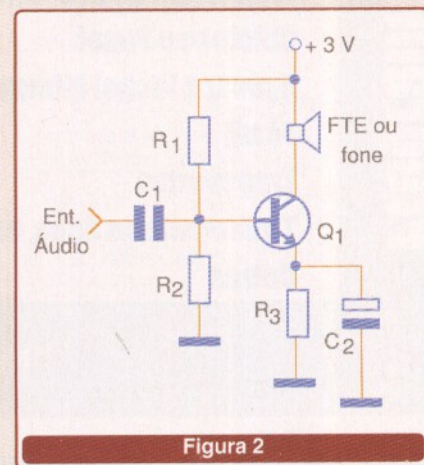 + 3 V
FTE ou
fone
R1
C1
Ent.
Áudio
Q1
R2
R3
C2
Figura 2